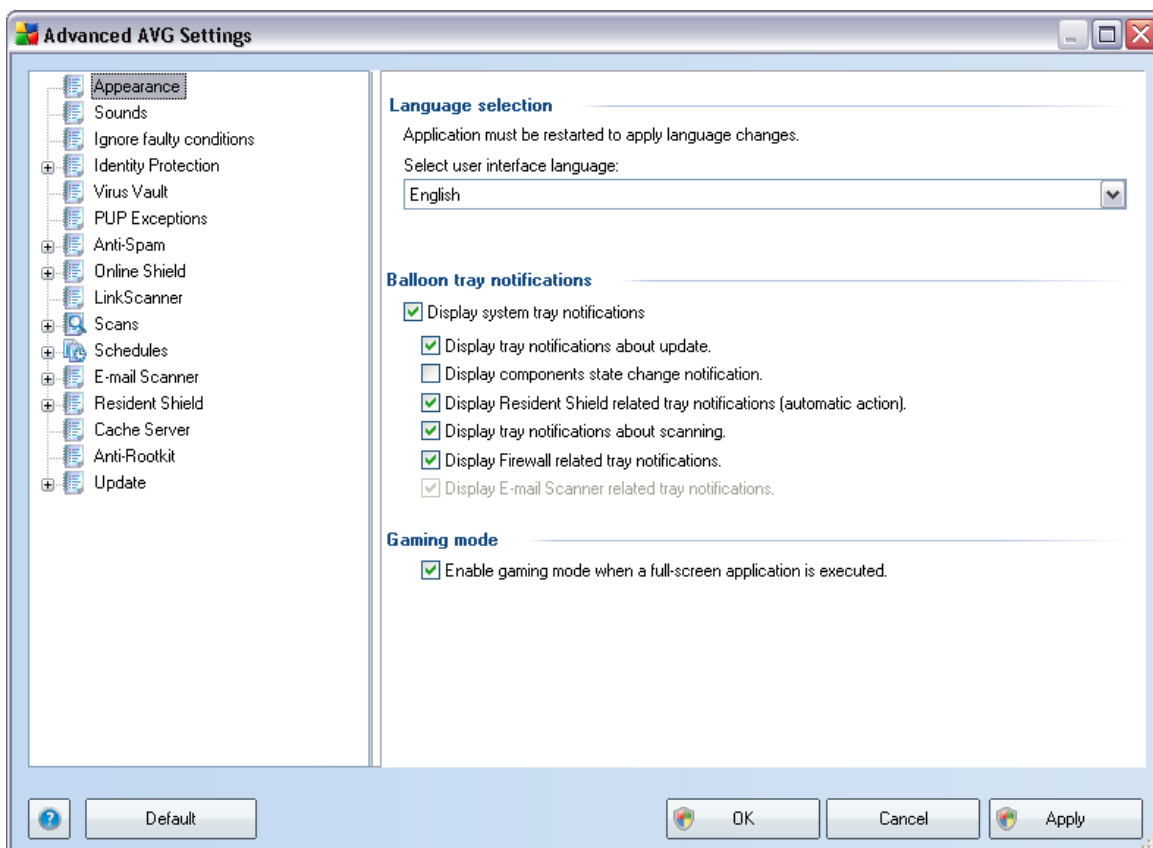 Advanced AVG Settings
Appearance
Sounds
Ignore faulty conditions
Identity Protection
Virus Vault
PUP Exceptions
Anti-Spam
Online Shield
LinkScanner
Scans
Schedules
E-mail Scanner
Resident Shield
Cache Server
Anti-Rootkit
Update
Language selection
Application must be restarted to apply language changes.
Select user interface language:
English
Balloon tray notifications
Display system tray notifications
Display tray notifications about update.
Display components state change notification.
Display Resident Shield related tray notifications (automatic action).
Display tray notifications about scanning.
Display Firewall related tray notifications.
Display E-mail Scanner related tray notifications.
Gaming mode
Enable gaming mode when a full-screen application is executed.
? Default OK Cancel Apply